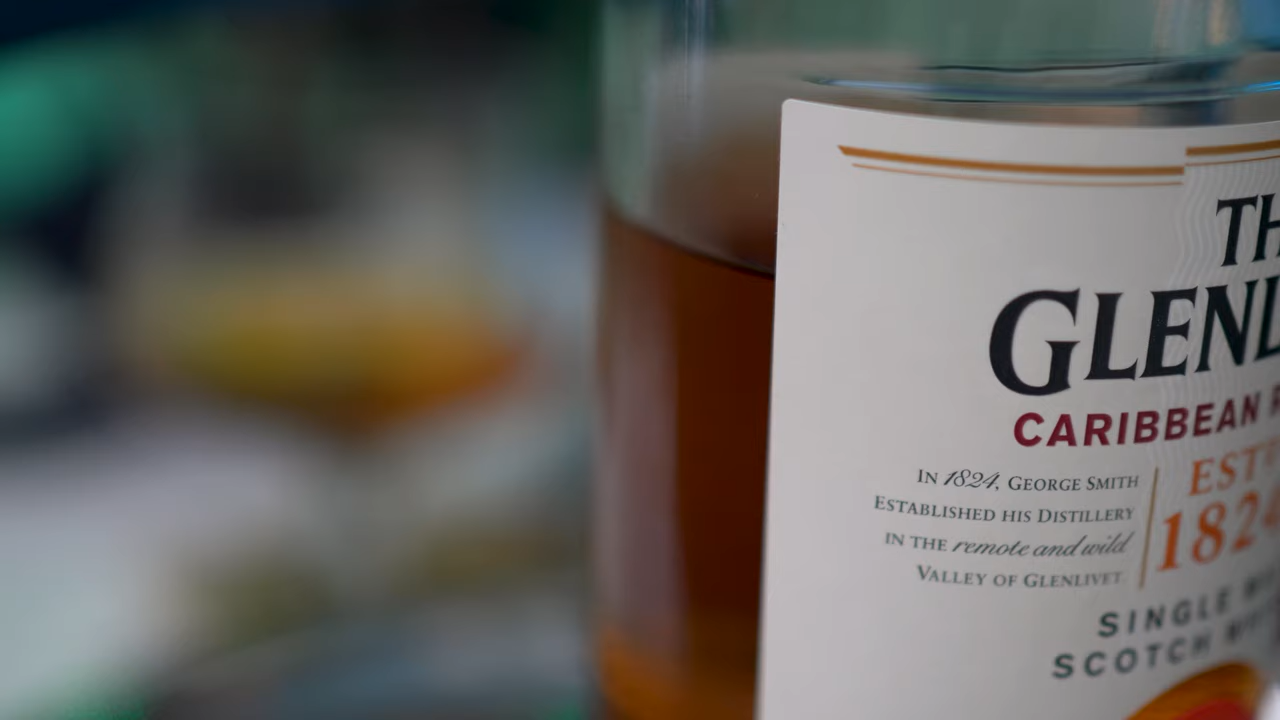 TH
GLENL
CARIBBEAN
IN 1824, GEORGE SMITH
ESTABLISHED HIS DISTILLERY
IN THE remote and wild
VALLEY OF GLENLIVET.
EST
1824
SINGLE
SCOTCH